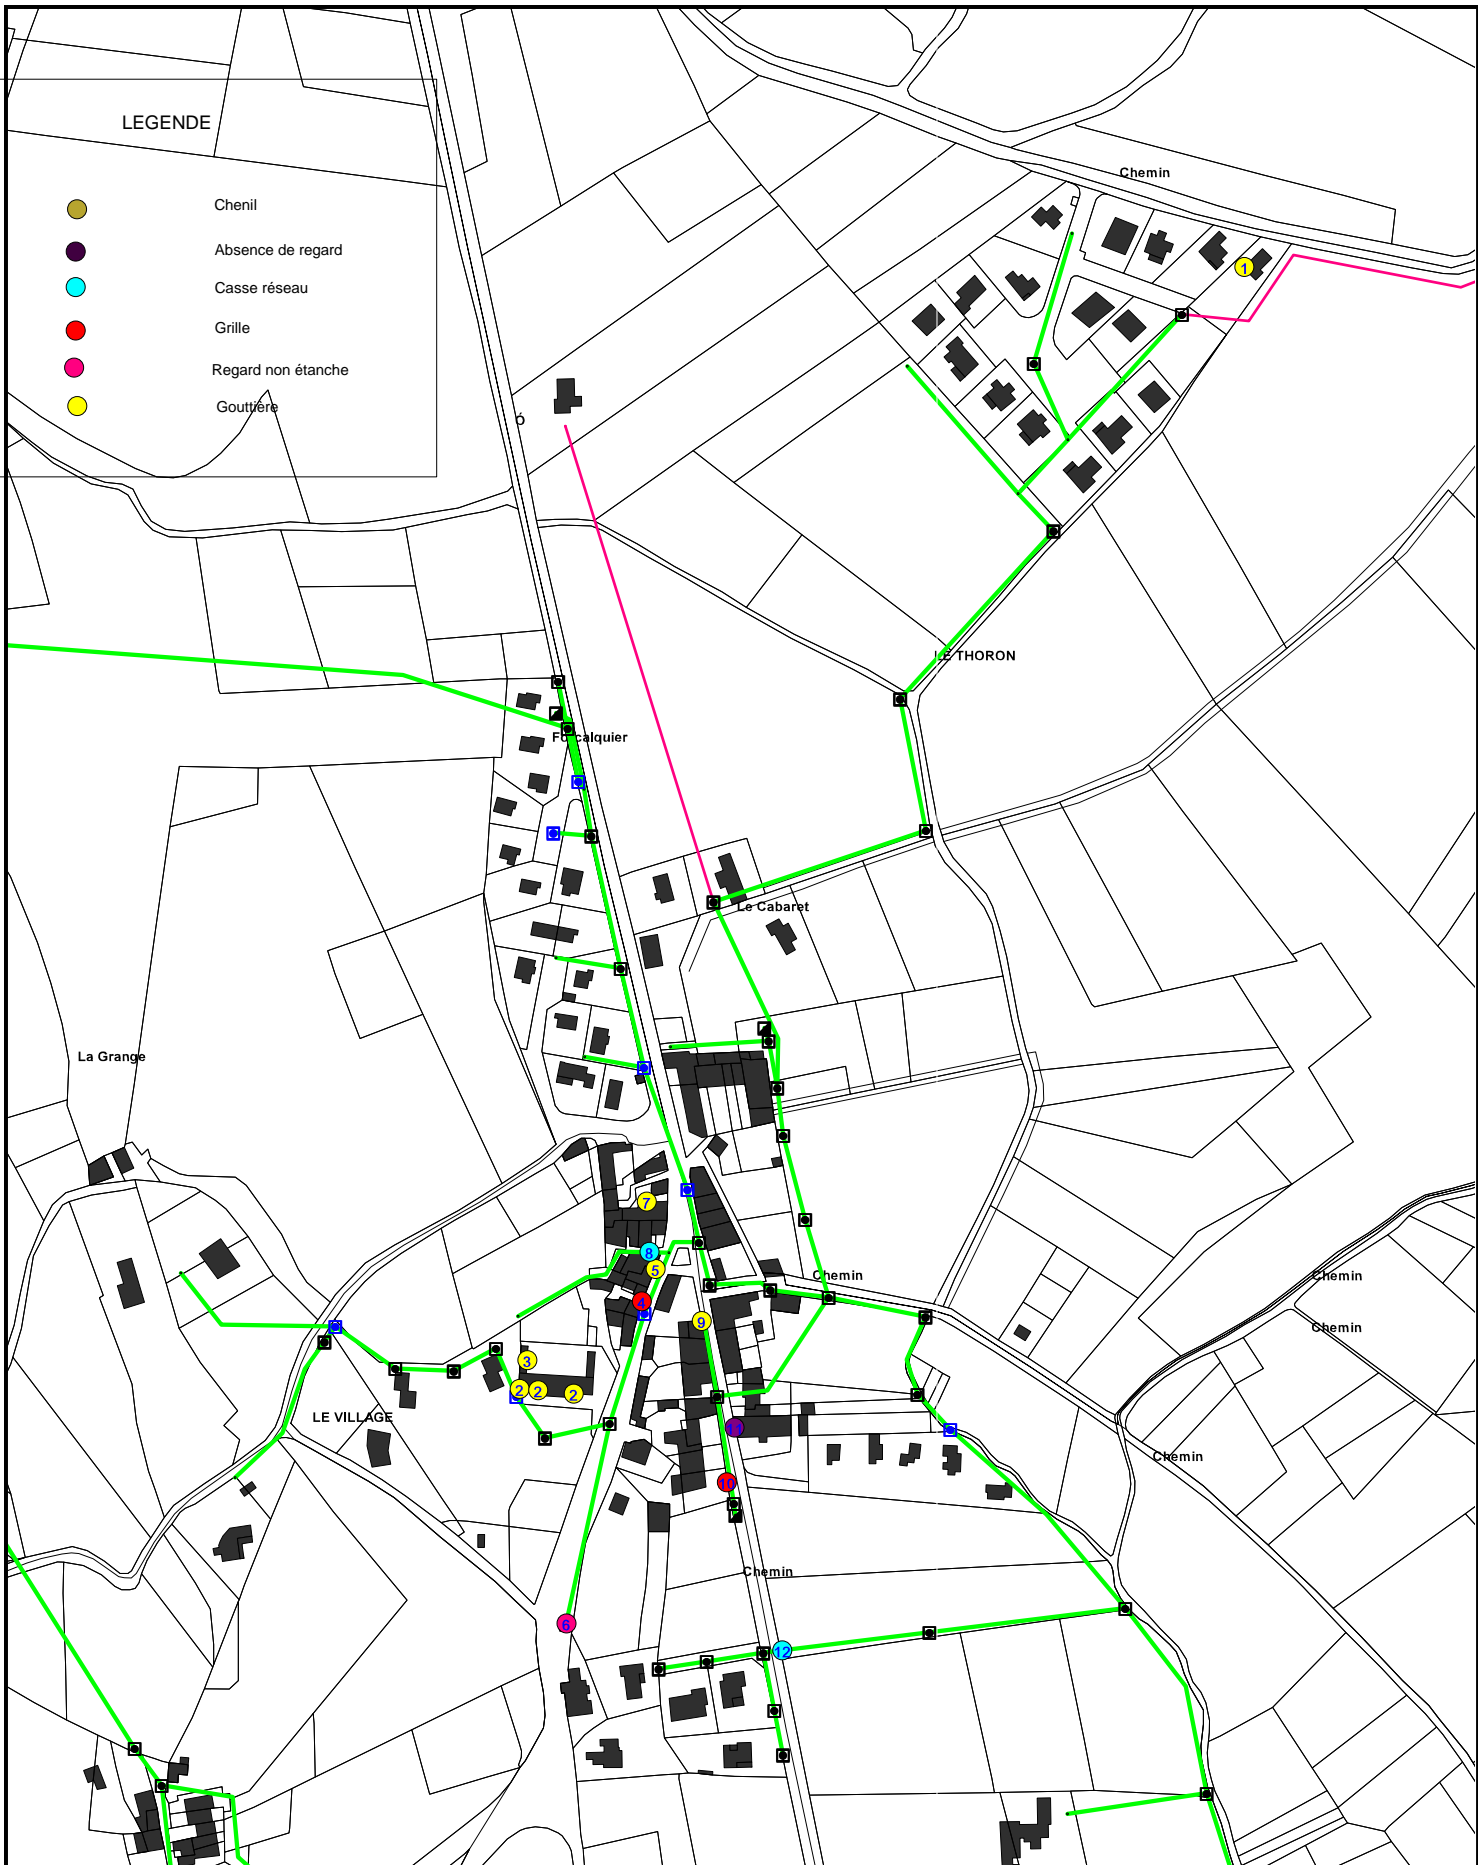 LEGENDE
Chenil
Absence de regard
Casse réseau
Grille
Regard non étanche
Gouttière
Chemin
1
LE THORON
Forcalquier
Le Cabaret
La Grange
7
8
5
Chemin
Chemin
4
9
Chemin
3
2 2 2
LE VILLAGE
11
Chemin
10
Chemin
6
12